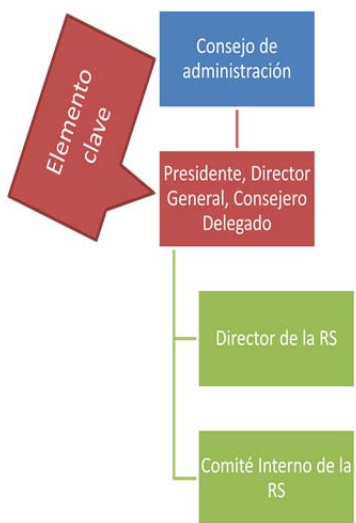 Consejo de
administración
Elemento
clave
Presidente, Director
General, Consejero
Delegado
Director de la RS
Comité Interno de la
RS